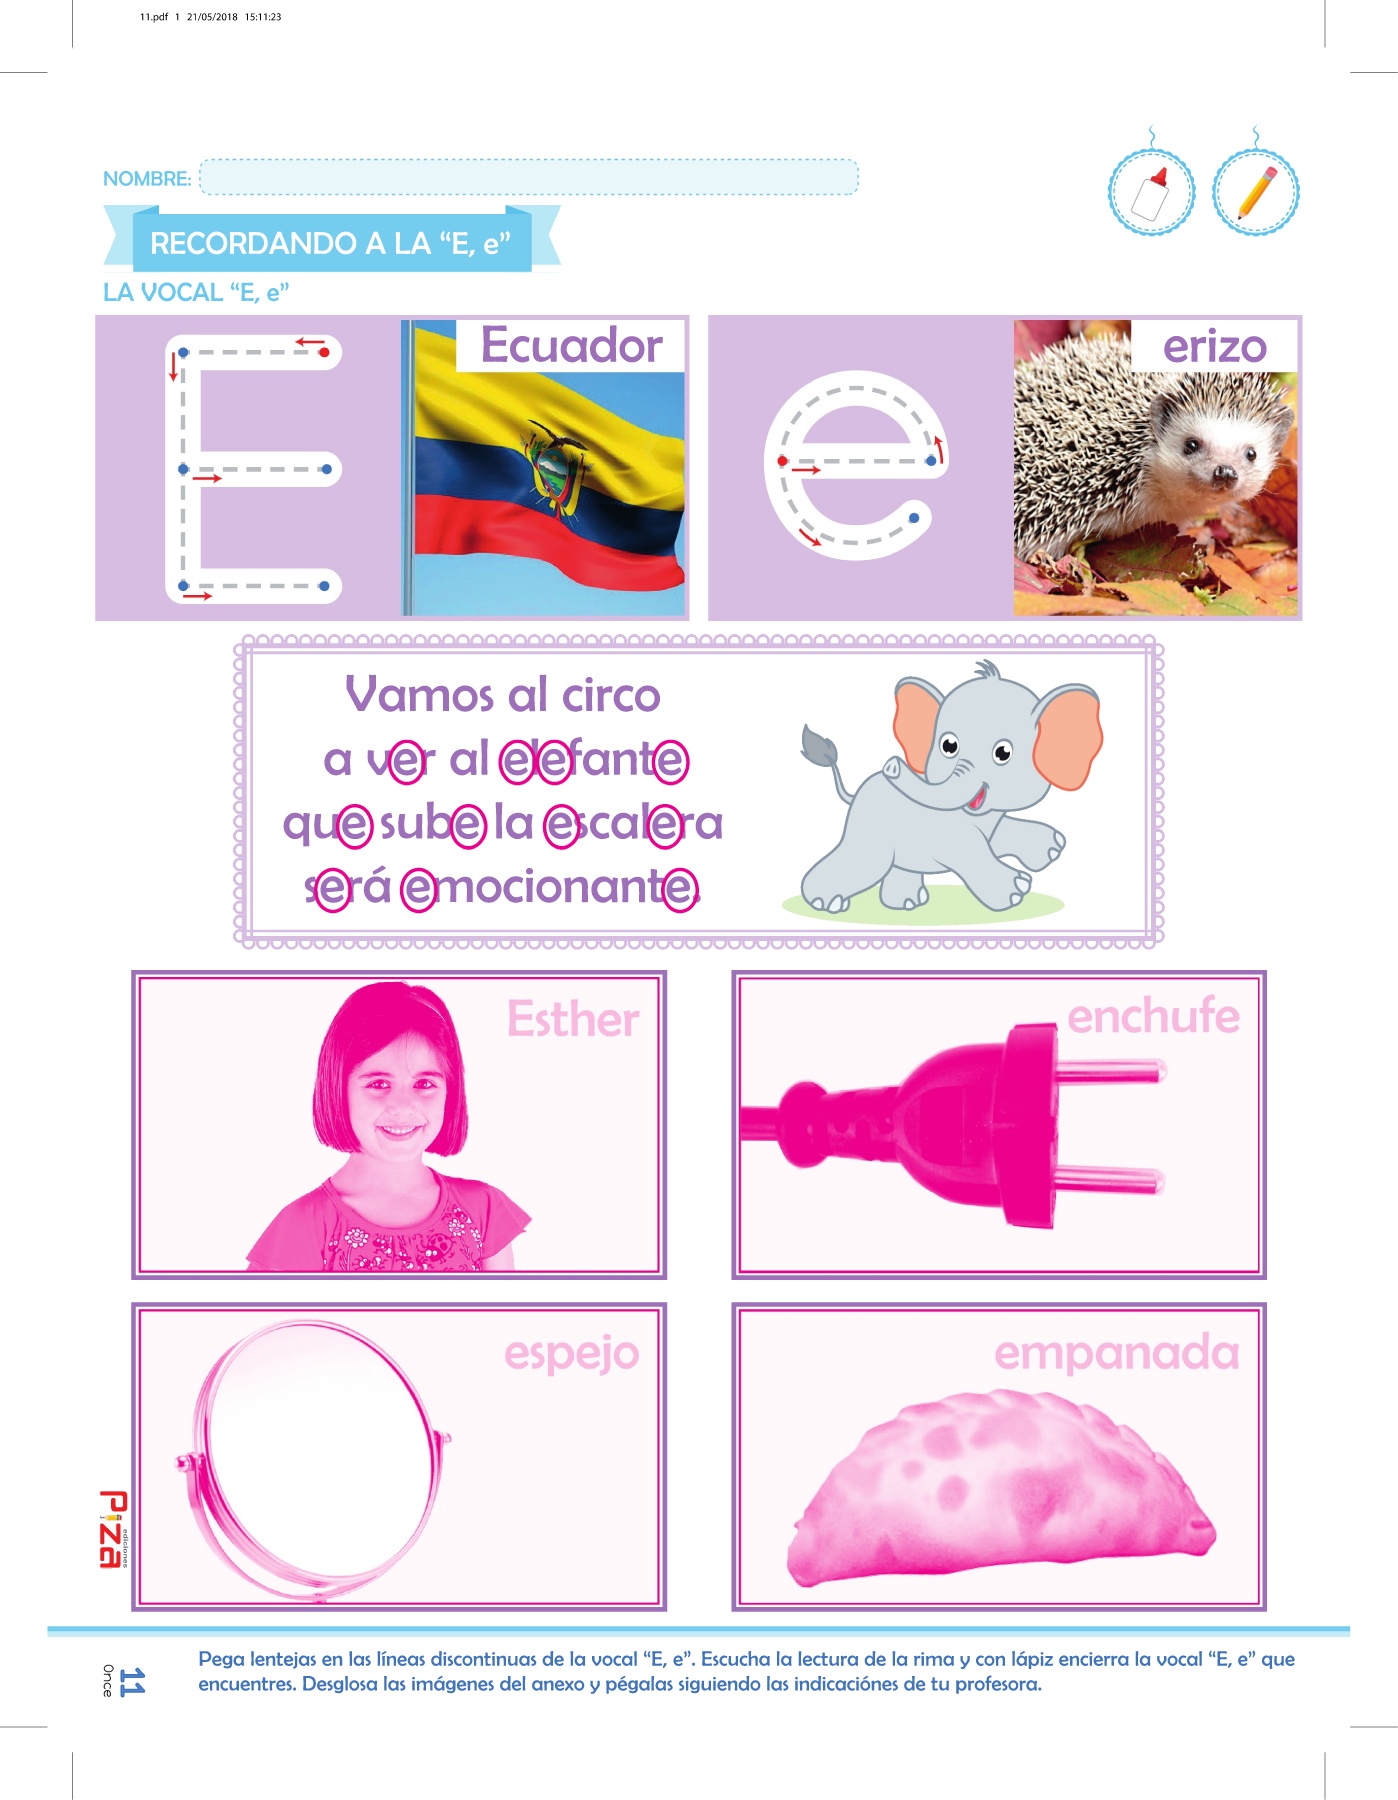 11.pdf 1 21/05/2018 15:11:23
NOMBRE:
RECORDANDO A LA “E, e”
LA VOCAL “E, e”
E
Ecuador
e
erizo
Vamos al circo
a ver al elefante
que sube la escalera
será emocionante.
Esther
enchufe
espejo
empanada
Piza
ediciones
11
Once
Pega lentejas en las líneas discontinuas de la vocal “E, e”. Escucha la lectura de la rima y con lápiz encierra la vocal “E, e” que
encuentres. Desglosa las imágenes del anexo y pégalas siguiendo las indicaciónes de tu profesora.